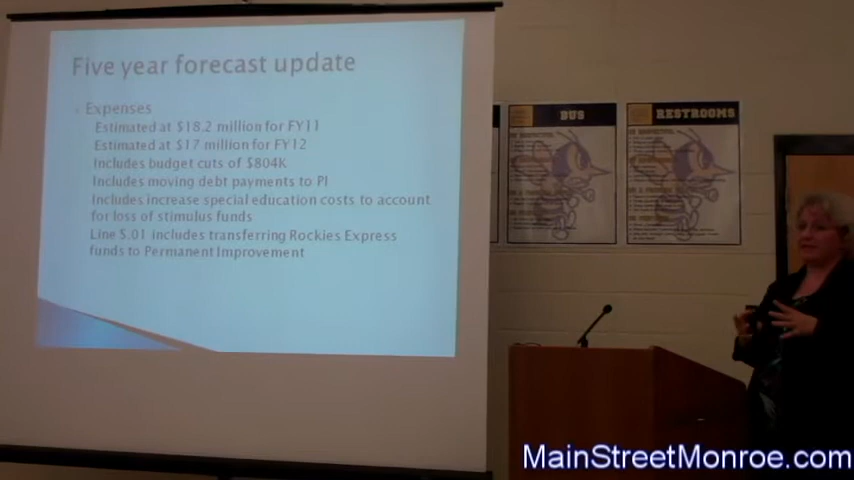 Five year forecast update
Expenses
Estimated at $18.2 million for FY11
Estimated at $17 million for FY12
Includes budget cuts of $804K
Includes moving debt payments to PI
Includes increase special education costs to account
for loss of stimulus funds
Line 5.01 includes transferring Rockies Express
funds to Permanent Improvement
BUS
RESTROOMS
MainStreetMonroe.com